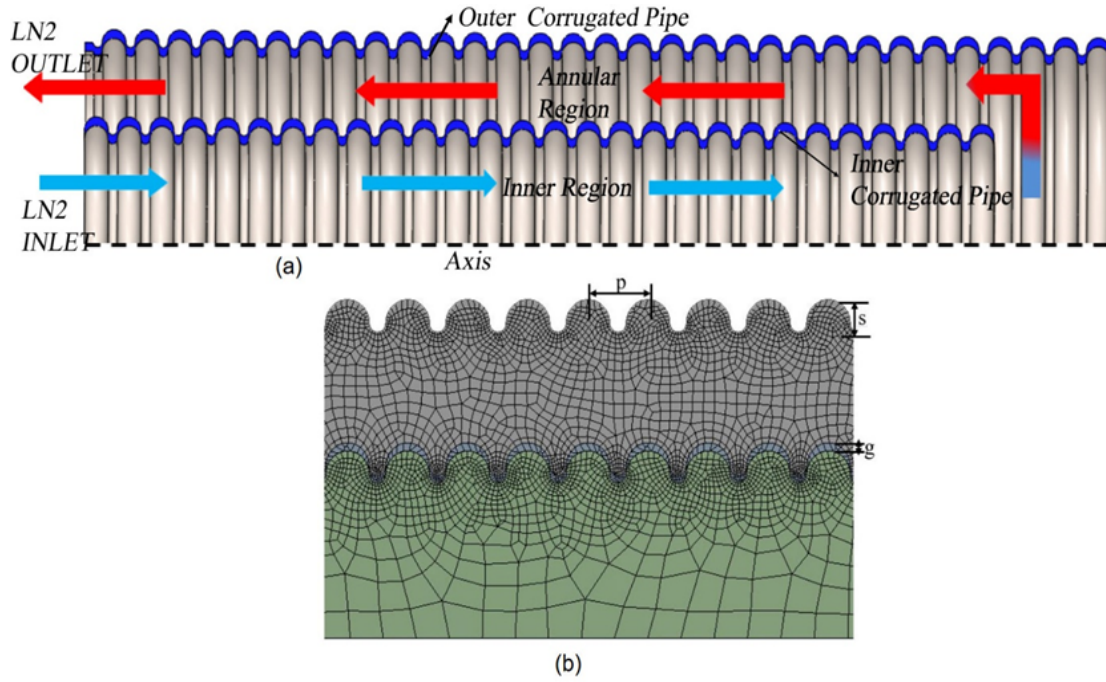 LN2
OUTLET
Outer Corrugated Pipe
Annular
Region
Inner Region
Inner
Corrugated Pipe
LN2
INLET
(a)
Axis
p
s
g
(b)